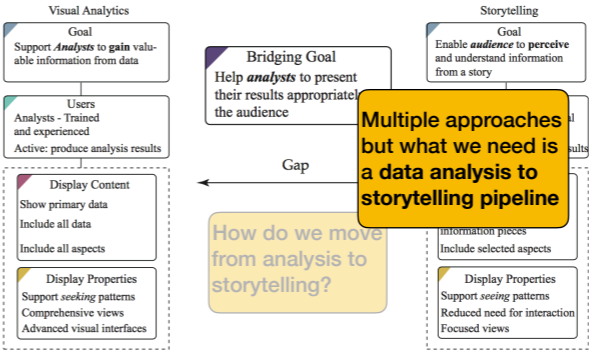 Visual Analytics
Goal
Support Analysts to gain valu-
able information from data
Users
Analysts - Trained
and experienced
Active: produce analysis results
Display Content
Show primary data
Include all data
Include all aspects
Display Properties
Support seeking patterns
Comprehensive views
Advanced visual interfaces
Bridging Goal
Help analysts to present
their results appropriately
the audience
Gap
How do we move
from analysis to
storytelling?
Multiple approaches
but what we need is
a data analysis to
storytelling pipeline
Storytelling
Goal
Enable audience to perceive
and understand information
from a story
information pieces
Include selected aspects
Display Properties
Support seeing patterns
Reduced need for interaction
Focused views